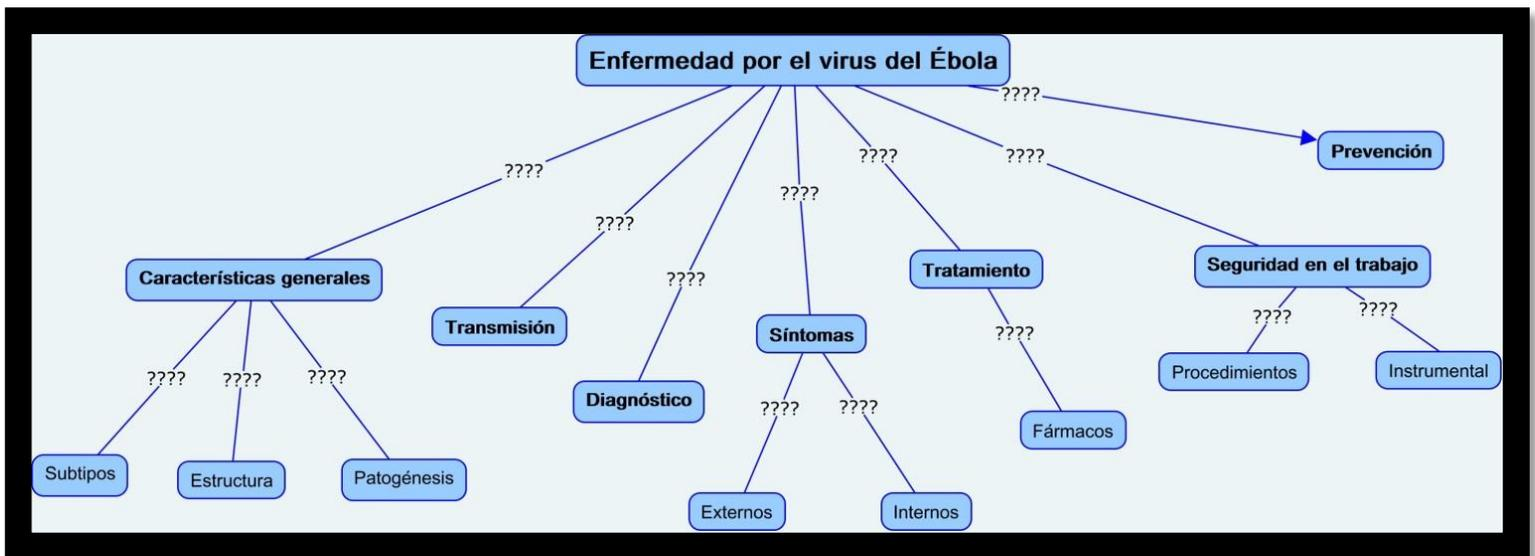 Enfermedad por el virus del Ébola
????
Prevención
????
????
????
????
????
????
Características generales
Transmisión
Diagnóstico
Síntomas
Tratamiento
Seguridad en el trabajo
????
????
????
????
????
????
????
????
Subtipos
Estructura
Patogénesis
Externos
Internos
Fármacos
Procedimientos
Instrumental